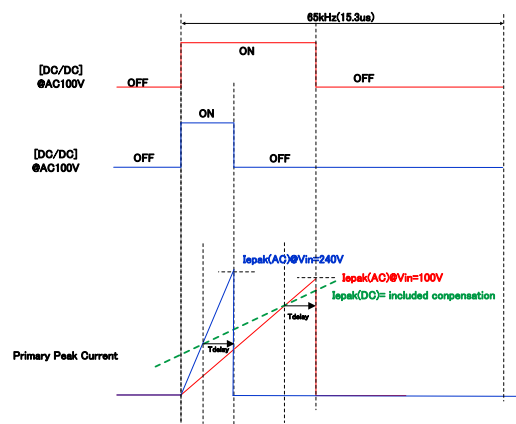 65kHz(15.3us)
ON
[DC/DC]
@AC100V
OFF
OFF
ON
[DC/DC]
@AC100V
OFF
OFF
Iepak(AC)@Vin=240V
Iepak(AC)@Vin=100V
Iepak(DC)= included conpensation
Tdelay
Tdelay
Primary Peak Current